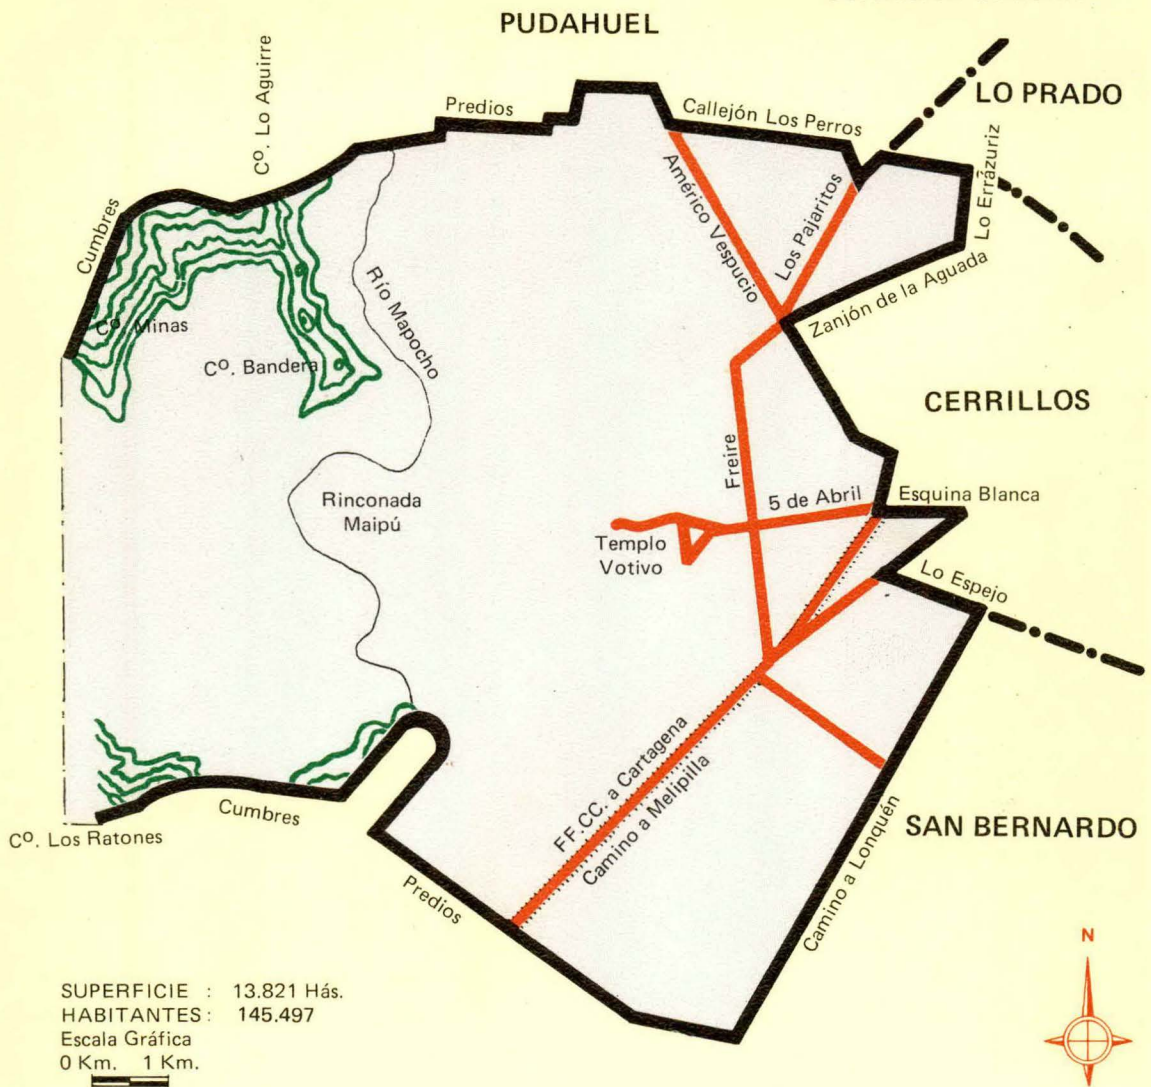 PUDAHUEL
LO PRADO
Cº. Lo Aguirre
Predios
Callejón Los Perros
Lo Errázuriz
Cumbres
Américo Vespucio
Los Pajaritos
Zanjón de la Aguada
Río Mapocho
Cº. Minas
Cº. Bandera
CERRILLOS
Freire
5 de Abril
Esquina Blanca
Rinconada
Maipú
Templo
Votivo
Lo Espejo
FF.CC. a Cartagena
Camino a Melipilla
Camino a Lonquén
SAN BERNARDO
Cumbres
Cº. Los Ratones
Predios
N
SUPERFICIE : 13.821 Hás.
HABITANTES : 145.497
Escala Gráfica
0 Km. 1 Km.